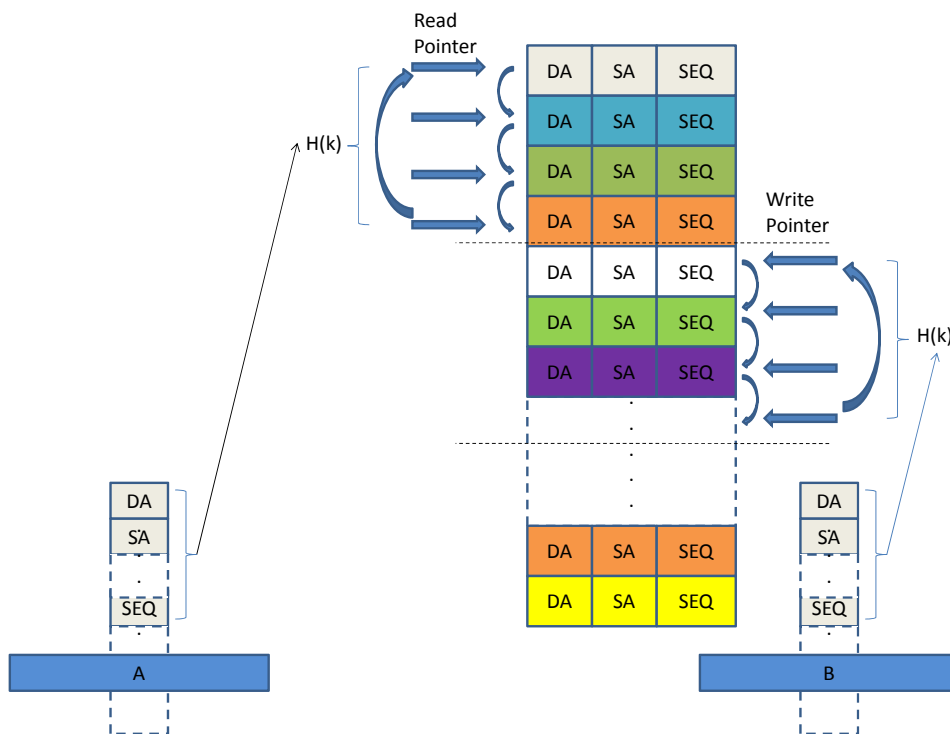 Read
Pointer
DA SA SEQ
DA SA SEQ
H(k)
DA SA SEQ
DA SA SEQ
Write
Pointer
DA SA SEQ
DA SA SEQ
H(k)
DA SA SEQ
DA
SA
SEQ
DA SA SEQ
DA SA SEQ
DA
SA
SEQ
A
B